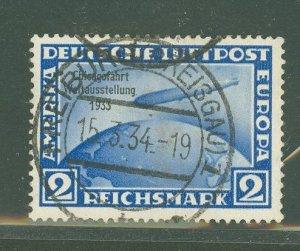 DEUTSCHE LUFTPOST
EUROPA
AMERIKA
Chicagofahrt
Weltausstellung
1933
15.3.34.-19
2 REICHSMARK 2